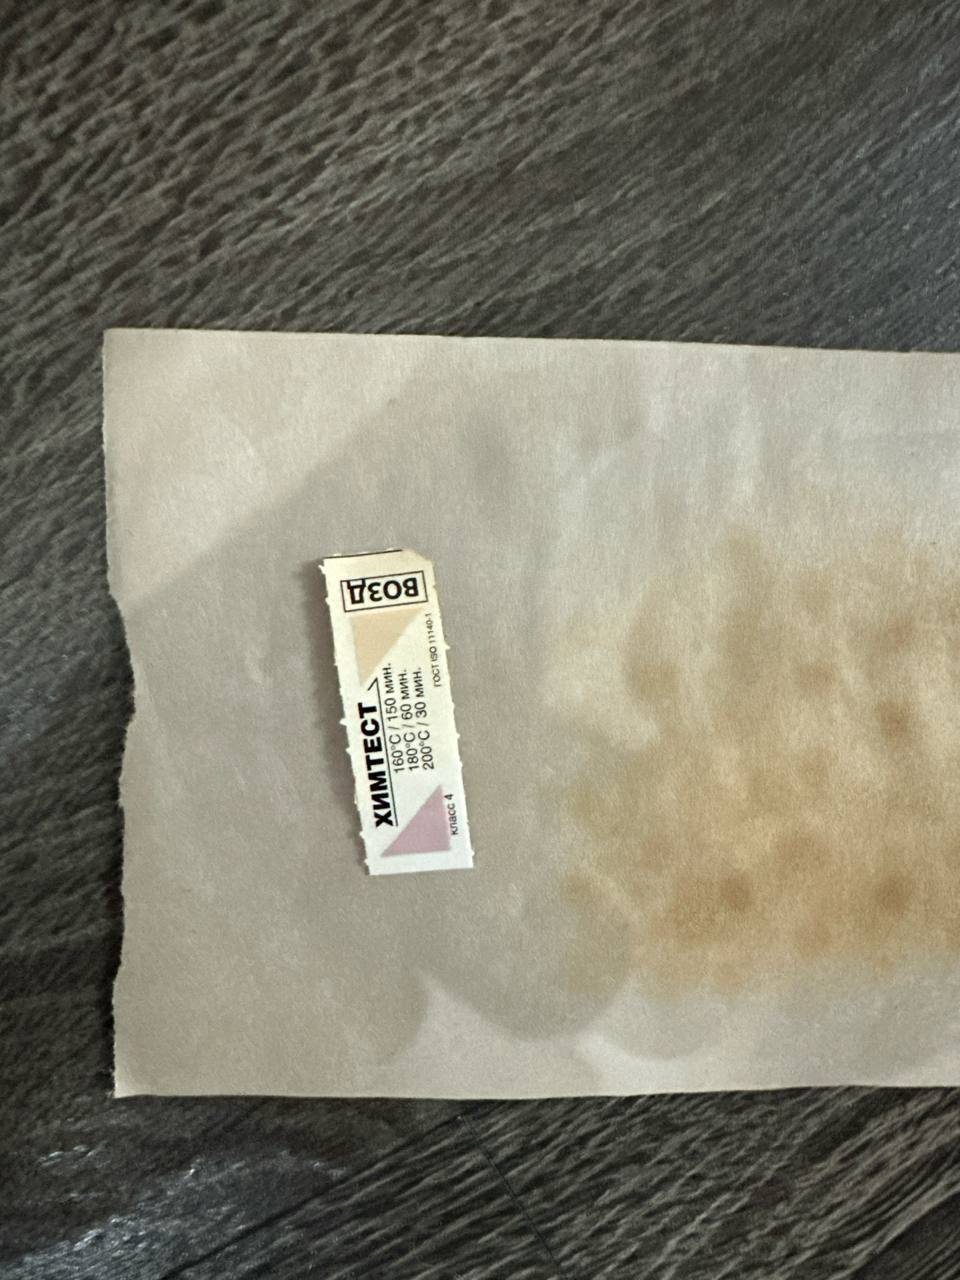 ВОЗД
ХИМТЕСТ
160°C / 150 мин.
180°C / 60 мин.
200°C / 30 мин.
ГОСТ ISO 11140-1
класс 4